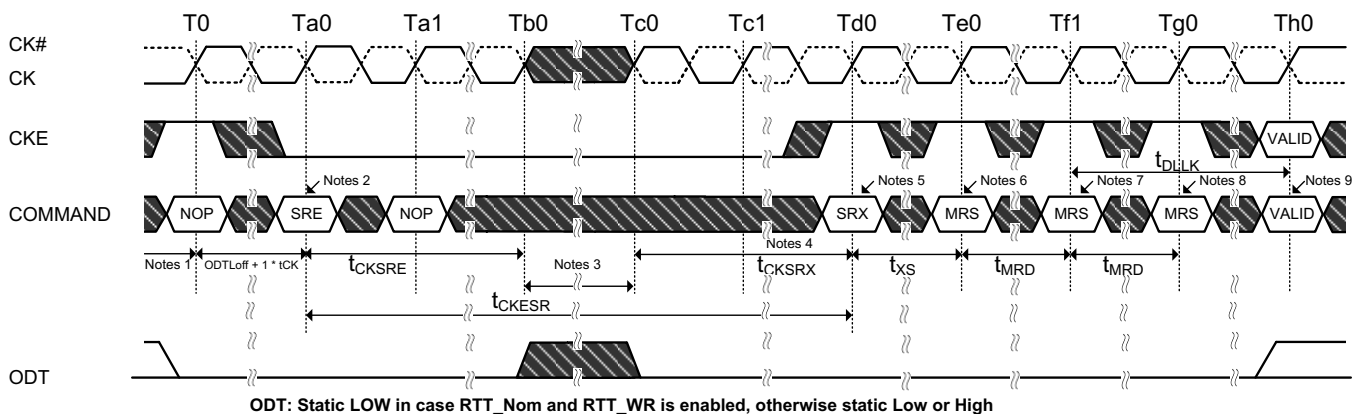 T0 Ta0 Ta1 Tb0 Tc0 Tc1 Td0 Te0 Tf1 Tg0 Th0
CK#
CK
CKE
VALID
tDLLK
Notes 2 Notes 5 Notes 6 Notes 7 Notes 8 Notes 9
COMMAND
NOP SRE NOP SRX MRS MRS MRS VALID
Notes 1 ODTLoff + 1 * tCK tCKSRE Notes 3 Notes 4 tCKSRX tXS tMRD tMRD
tCKESR
ODT
ODT: Static LOW in case RTT_Nom and RTT_WR is enabled, otherwise static Low or High